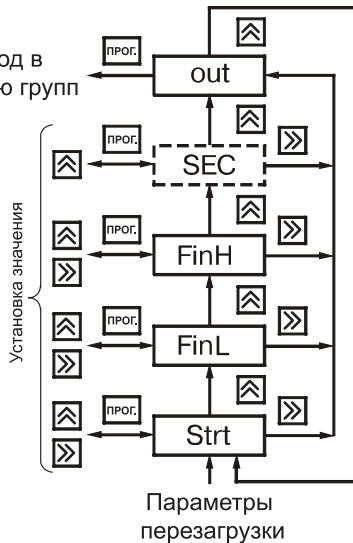 ПРОГ.
од в
ю групп
out
ПРОГ.
SEC
ПРОГ.
FinH
Установка значения
ПРОГ.
FinL
ПРОГ.
Strt
Параметры
перезагрузки